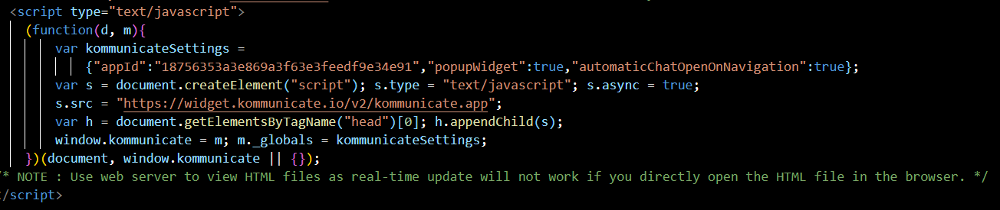 <script type="text/javascript">
(function(d, m){
var kommunicateSettings =
{"appId":"18756353a3e869a3f63e3feedf9e34e91","popupWidget":true,"automaticChatOpenOnNavigation":true};
var s = document.createElement("script"); s.type = "text/javascript"; s.async = true;
s.src = "https://widget.kommunicate.io/v2/kommunicate.app";
var h = document.getElementsByTagName("head")[0]; h.appendChild(s);
window.kommunicate = m; m._globals = kommunicateSettings;
})(document, window.kommunicate || {});
/* NOTE : Use web server to view HTML files as real-time update will not work if you directly open the HTML file in the browser. */
</script>